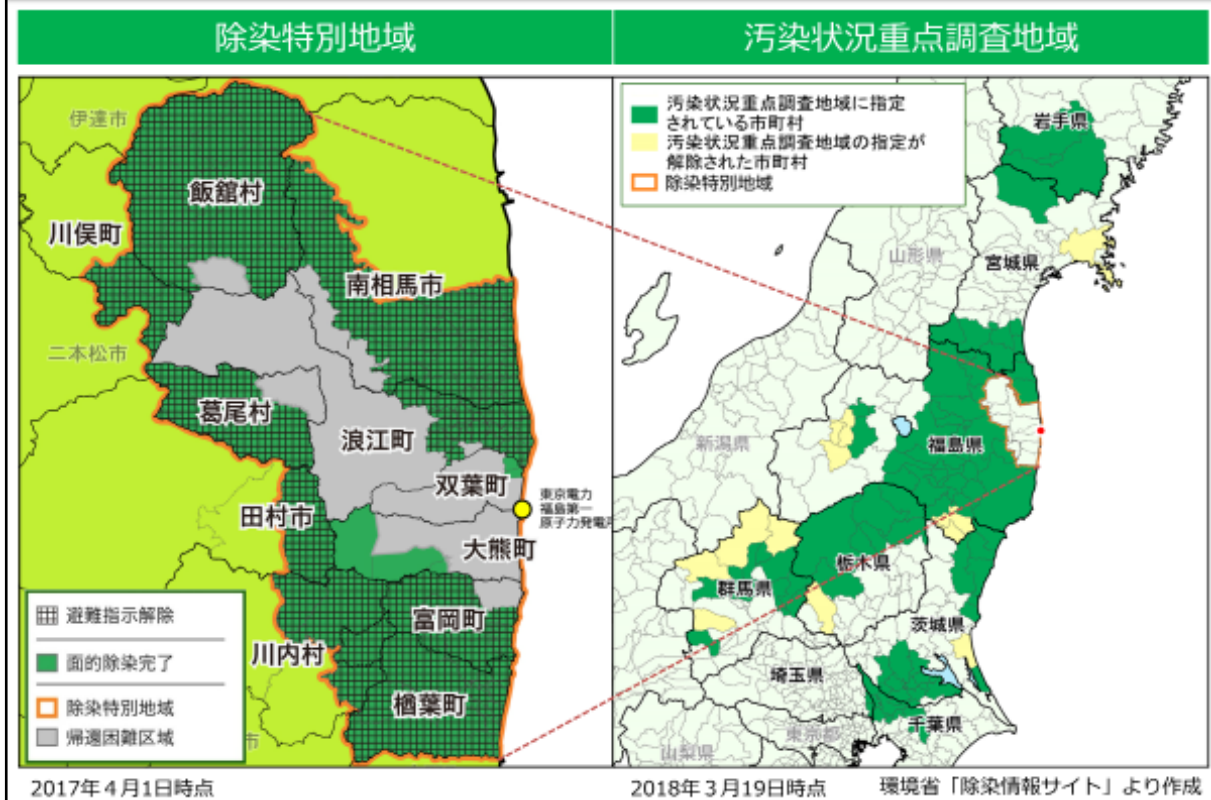 除染特別地域
汚染状況重点調査地域
伊達市
飯舘村
川俣町
南相馬市
二本松市
葛尾村
浪江町
双葉町
東京電力
福島第一
原子力発電所
田村市
大熊町
富岡町
川内村
楢葉町
市
避難指示解除
面的除染完了
除染特別地域
帰還困難区域
2017年4月1日時点
汚染状況重点調査地域に指定
されている市町村
汚染状況重点調査地域の指定が
解除された市町村
除染特別地域
岩手県
山形県
宮城県
新潟県
福島県
栃木県
群馬県
茨城県
埼玉県
千葉県
東京都
山梨県
2018年3月19日時点
環境省「除染情報サイト」より作成